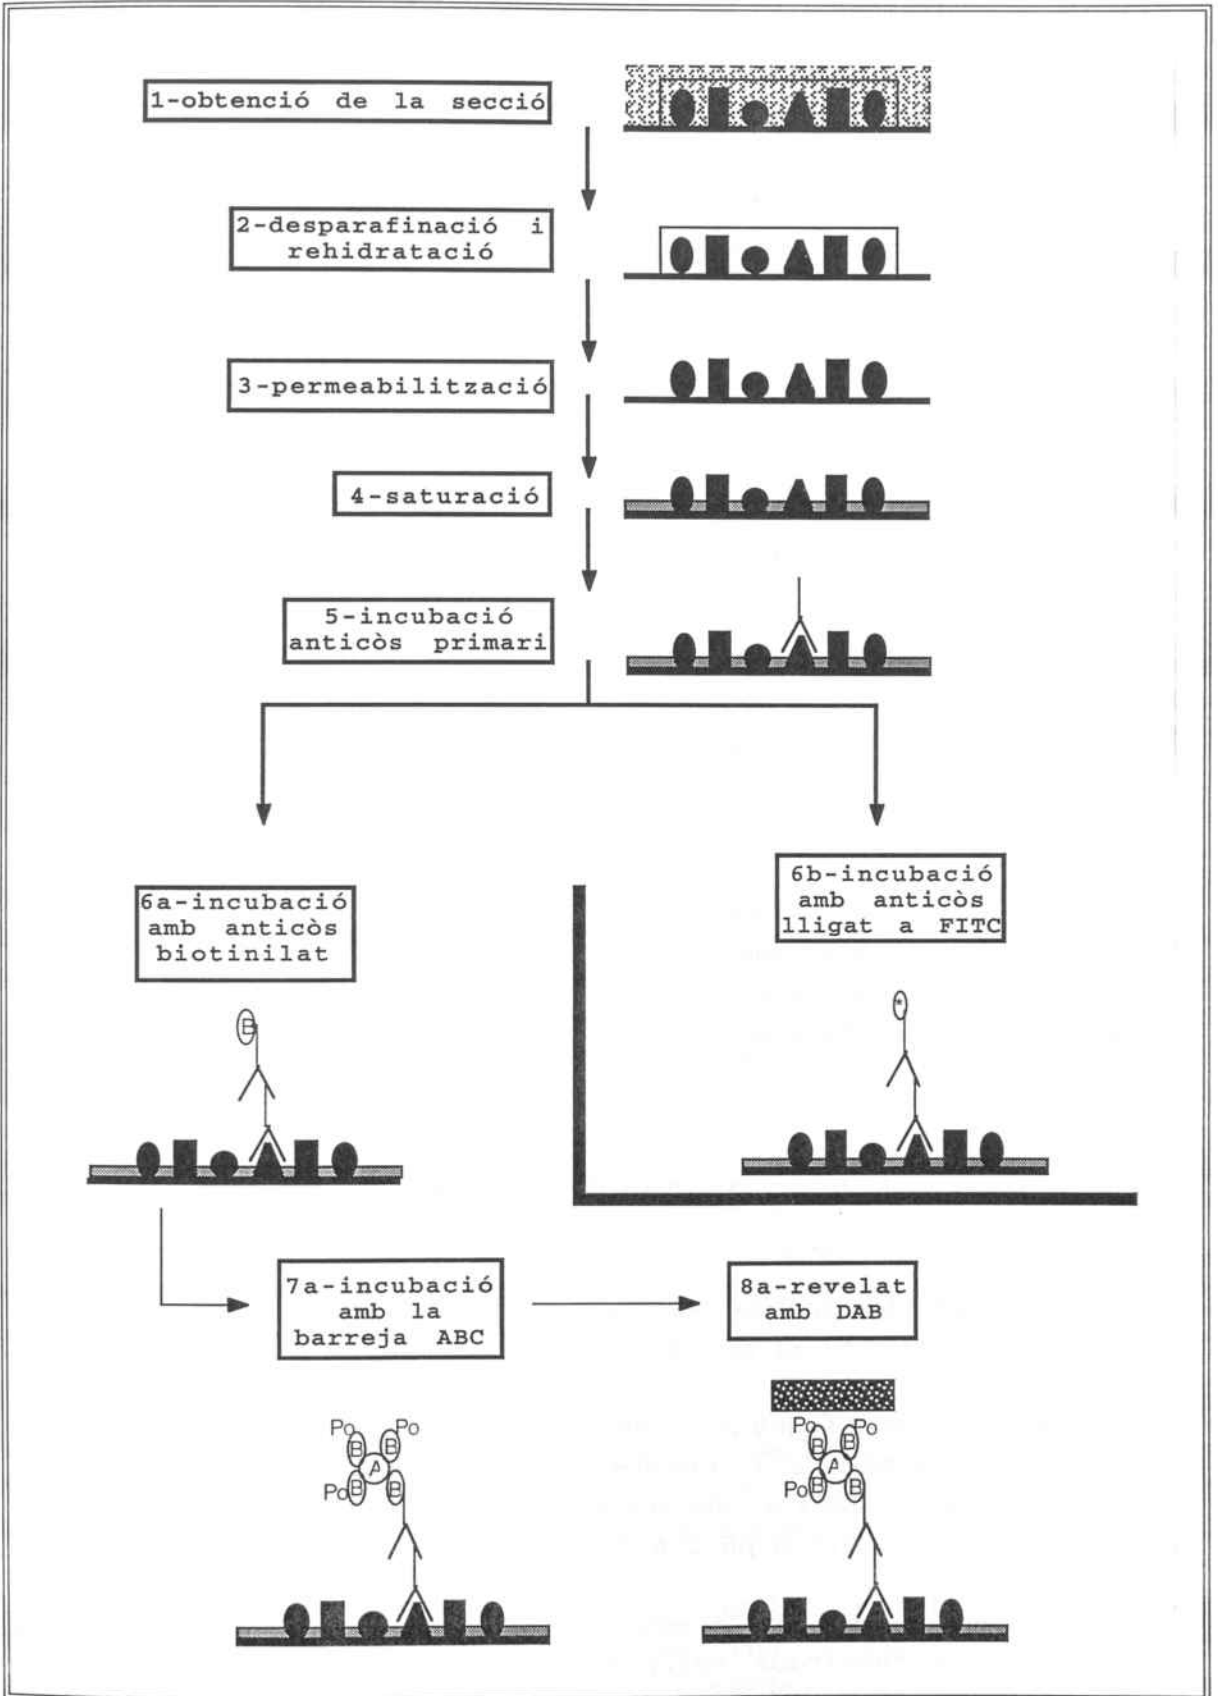 1-obtenció de la secció
2-desparafinació i
rehidratació
3-permeabilització
4-saturació
5-incubació
anticòs primari
6a-incubació
amb anticòs
biotinilat
6b-incubació
amb anticòs
lligat a FITC
B
*
7a-incubació
amb la
barreja ABC
8a-revelat
amb DAB
Po Po
B B
A
Po B B
Po Po
B B
A
Po B B